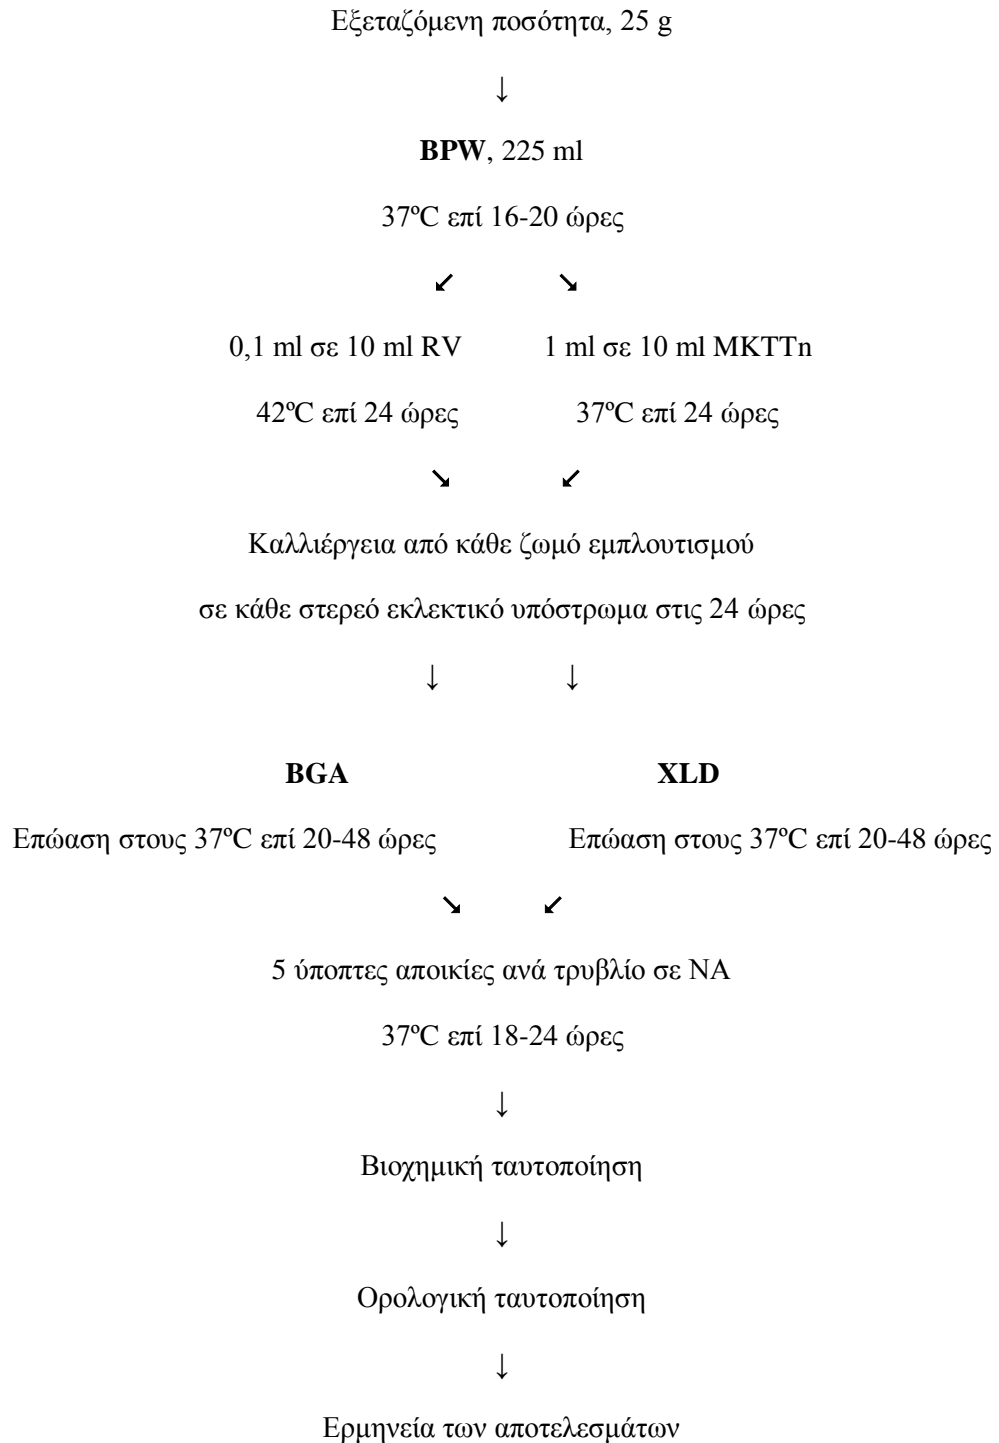 Εξεταζόμενη ποσότητα, 25 g
↓
BPW, 225 ml
37ºC επί 16-20 ώρες
↙ ↘
0,1 ml σε 10 ml RV 1 ml σε 10 ml MKTTn
42ºC επί 24 ώρες 37ºC επί 24 ώρες
↘ ↙
Καλλιέργεια από κάθε ζωμό εμπλουτισμού
σε κάθε στερεό εκλεκτικό υπόστρωμα στις 24 ώρες
↓ ↓
BGA XLD
Επώαση στους 37ºC επί 20-48 ώρες Επώαση στους 37ºC επί 20-48 ώρες
↘ ↙
5 ύποπτες αποικίες ανά τρυβλίο σε NA
37ºC επί 18-24 ώρες
↓
Βιοχημική ταυτοποίηση
↓
Ορολογική ταυτοποίηση
↓
Ερμηνεία των αποτελεσμάτων